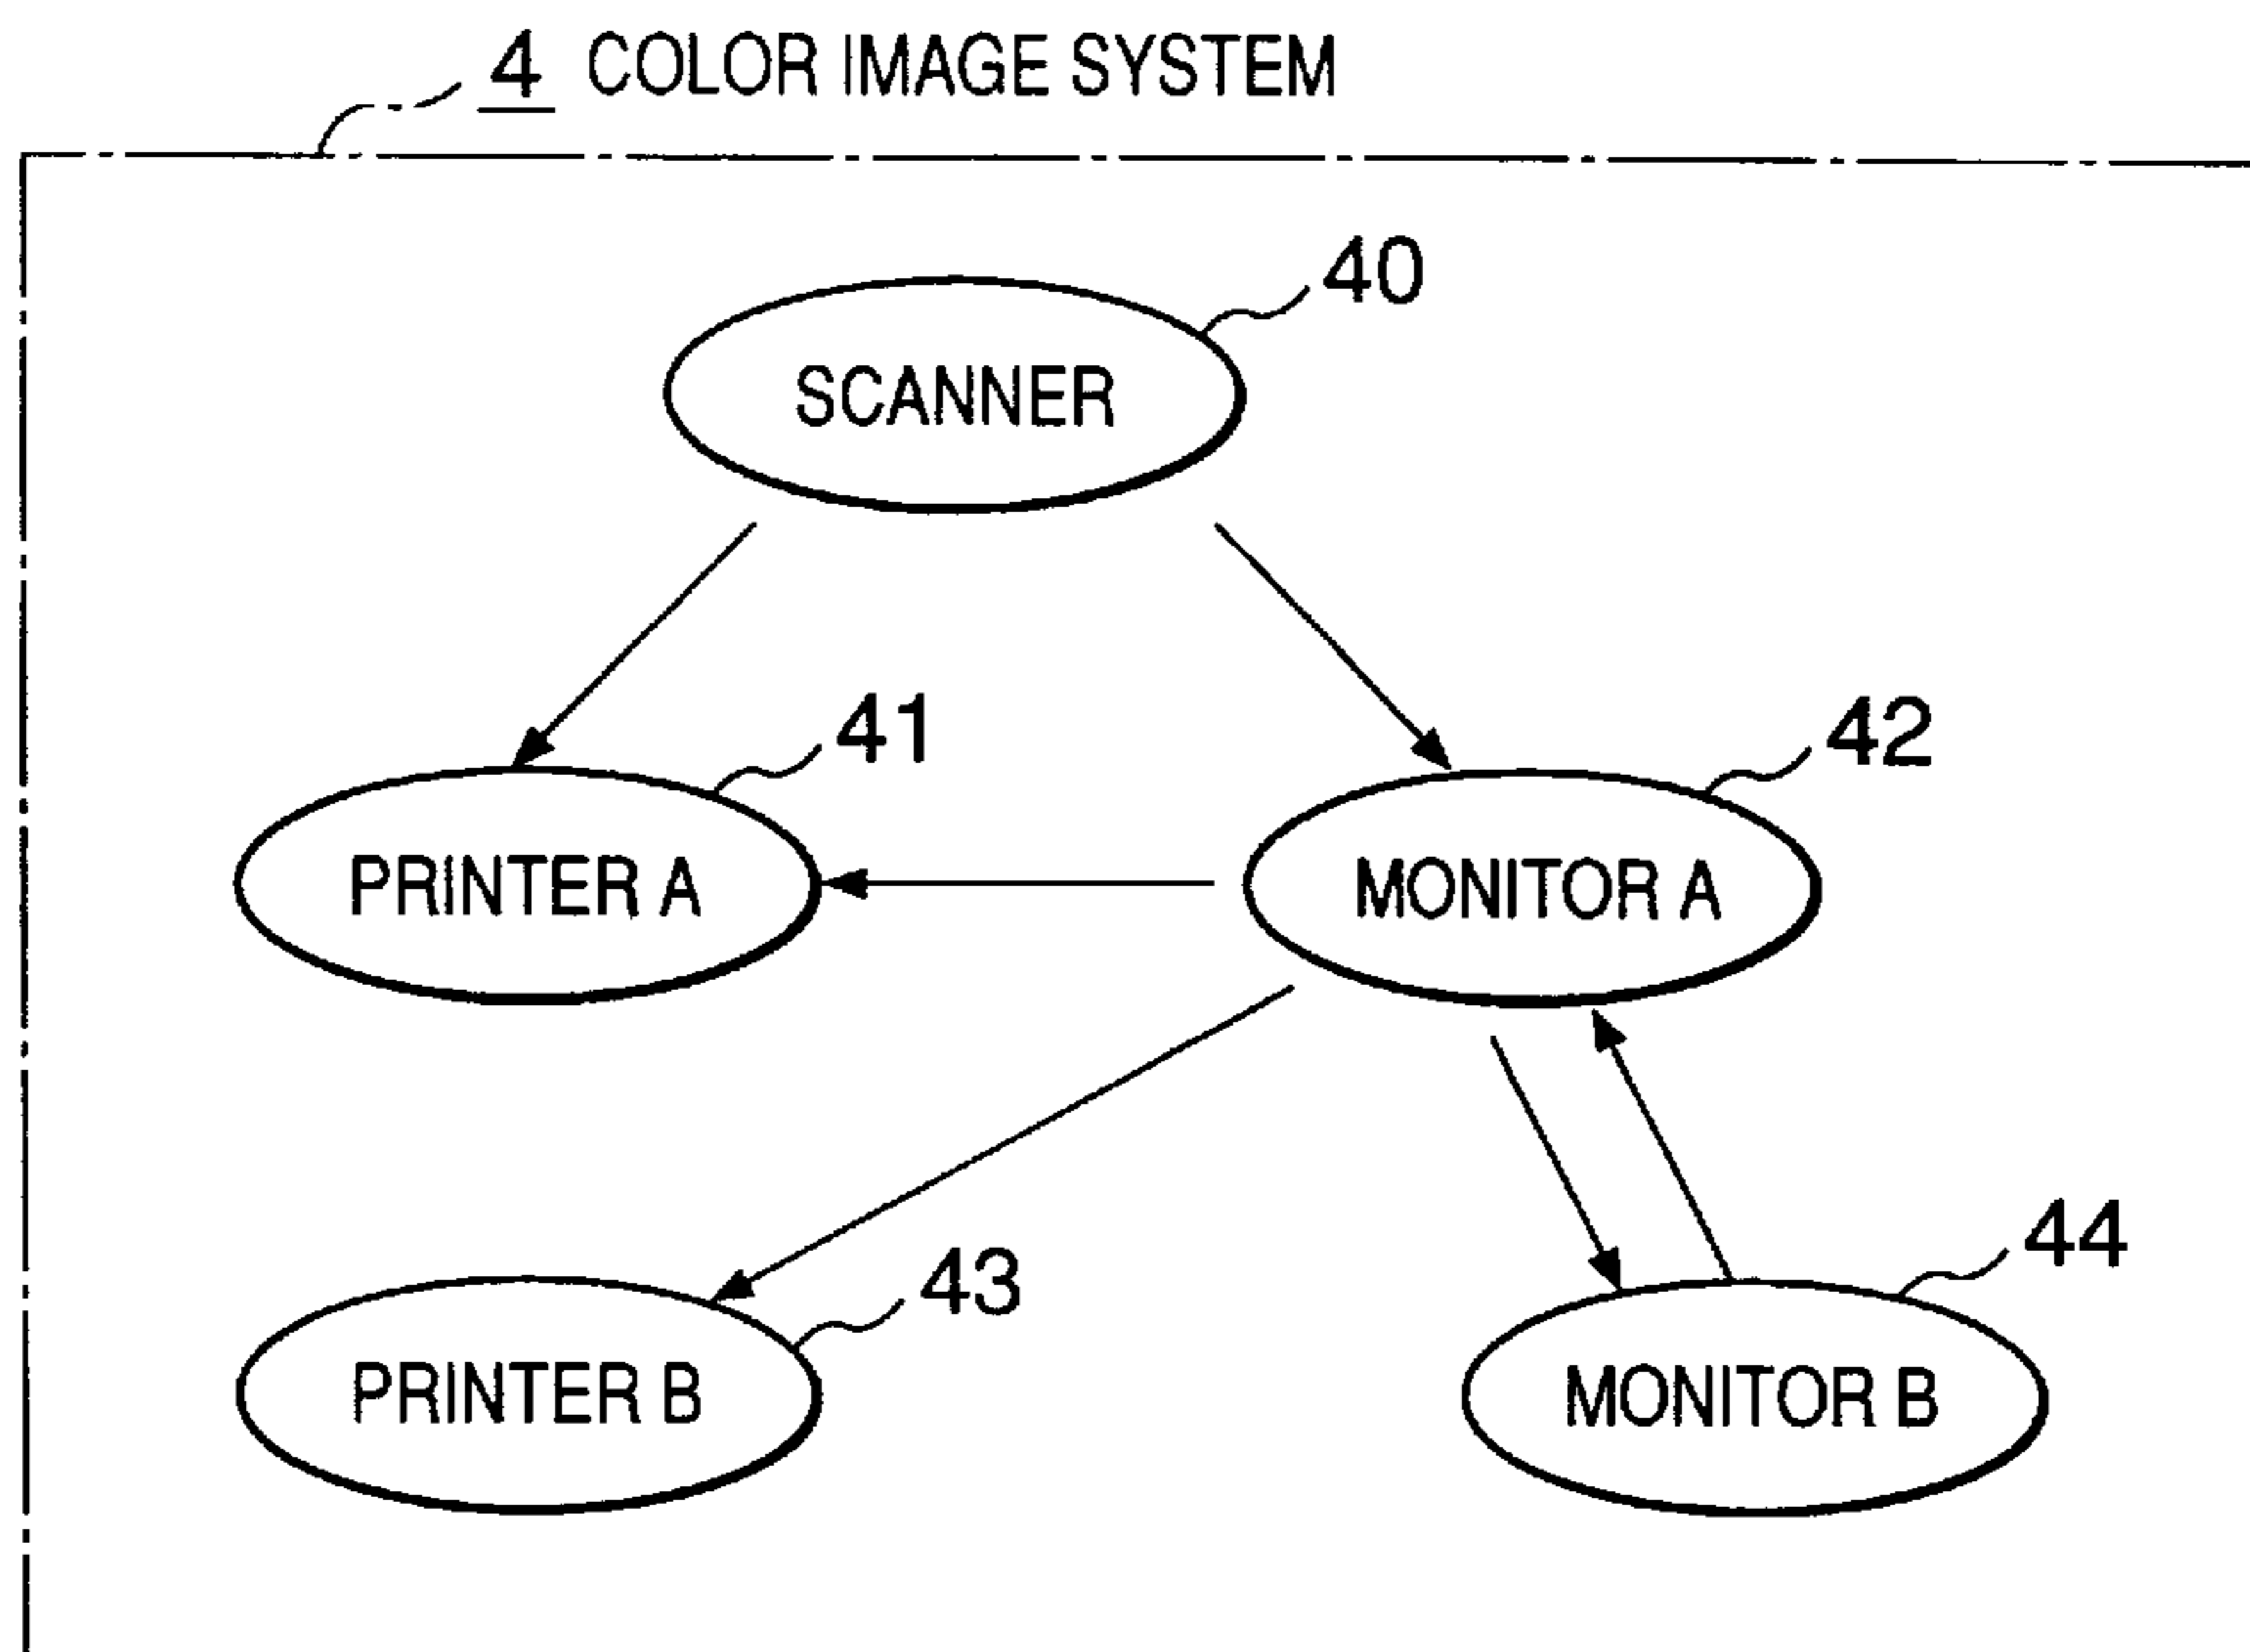 4 COLOR IMAGE SYSTEM
40
SCANNER
41
42
PRINTER A
MONITOR A
43
44
PRINTER B
MONITOR B